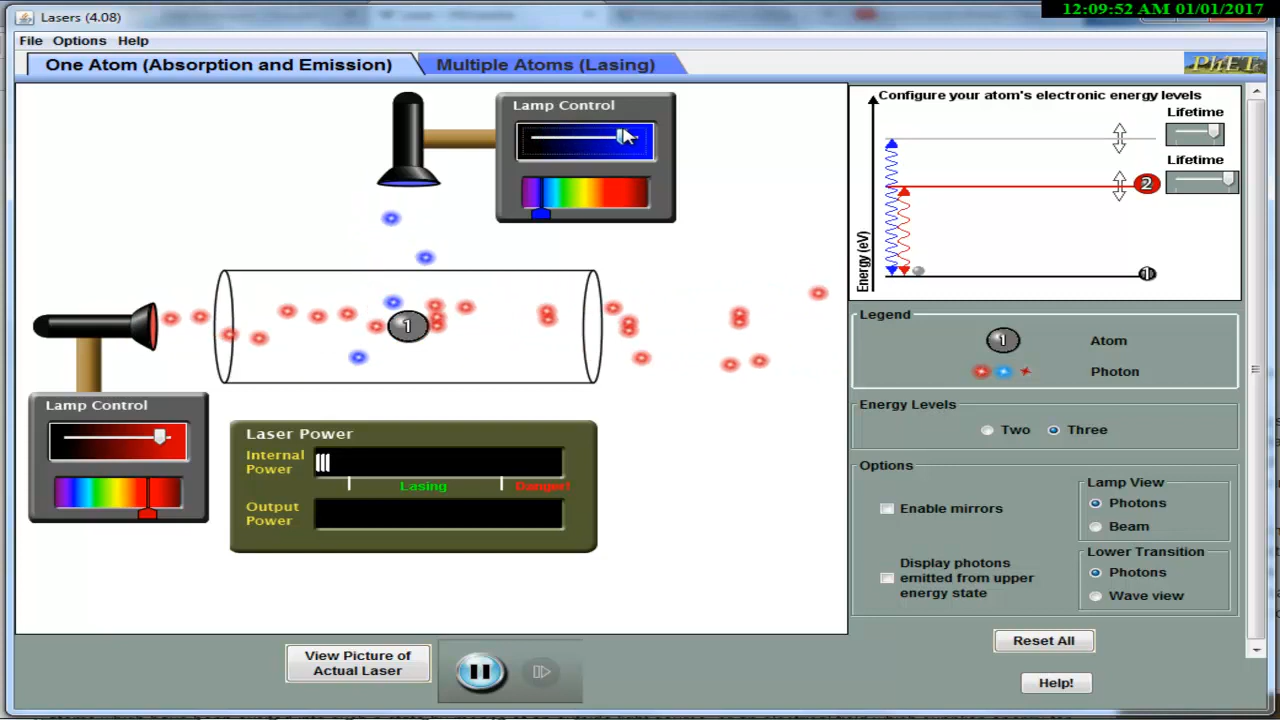 12:09:52 AM 01/01/2017
Lasers (4.08)
File Options Help
One Atom (Absorption and Emission)
Multiple Atoms (Lasing)
PhET
Lamp Control
Configure your atom's electronic energy levels
Lifetime
Lifetime
2
Energy (eV)
1
1
Legend
1
Atom
Photon
Lamp Control
Energy Levels
Two
Three
Laser Power
Internal
Power
Lasing
Danger!
Output
Power
Options
Enable mirrors
Display photons
emitted from upper
energy state
Lamp View
Photons
Beam
Lower Transition
Photons
Wave view
View Picture of
Actual Laser
Reset All
Help!